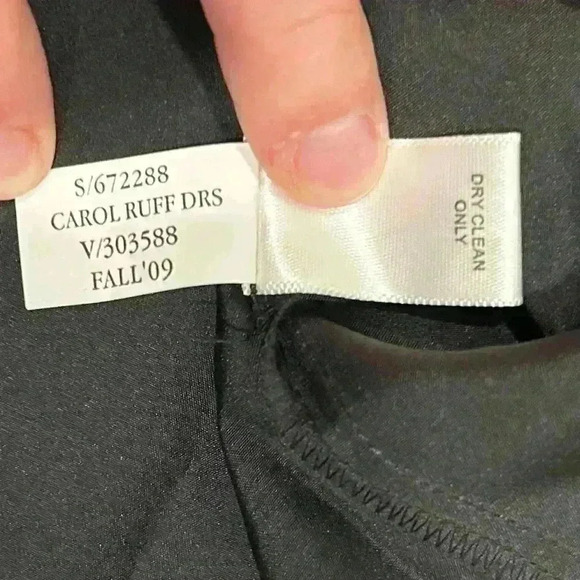 S/672288
CAROL RUFF DRS
V/303588
FALL'09
DRY CLEAN
ONLY